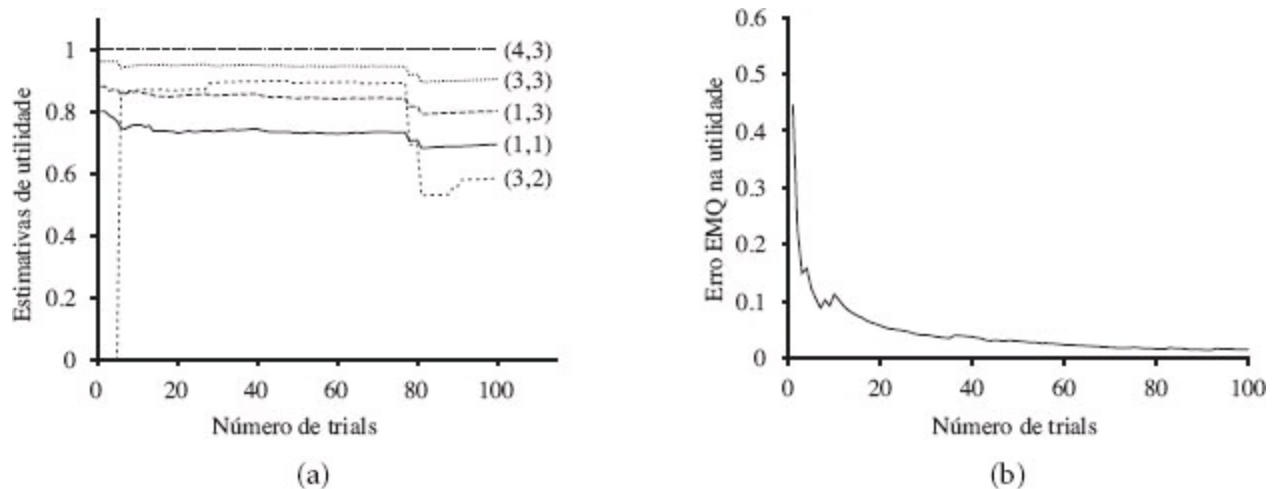 Estimativas de utilidade
1
0.8
0.6
0.4
0.2
0
0 20 40 60 80 100
(4,3)
(3,3)
(1,3)
(1,1)
(3,2)
Número de trials
(a)
Erro EMQ na utilidade
0.6
0.5
0.4
0.3
0.2
0.1
0
0 20 40 60 80 100
Número de trials
(b)